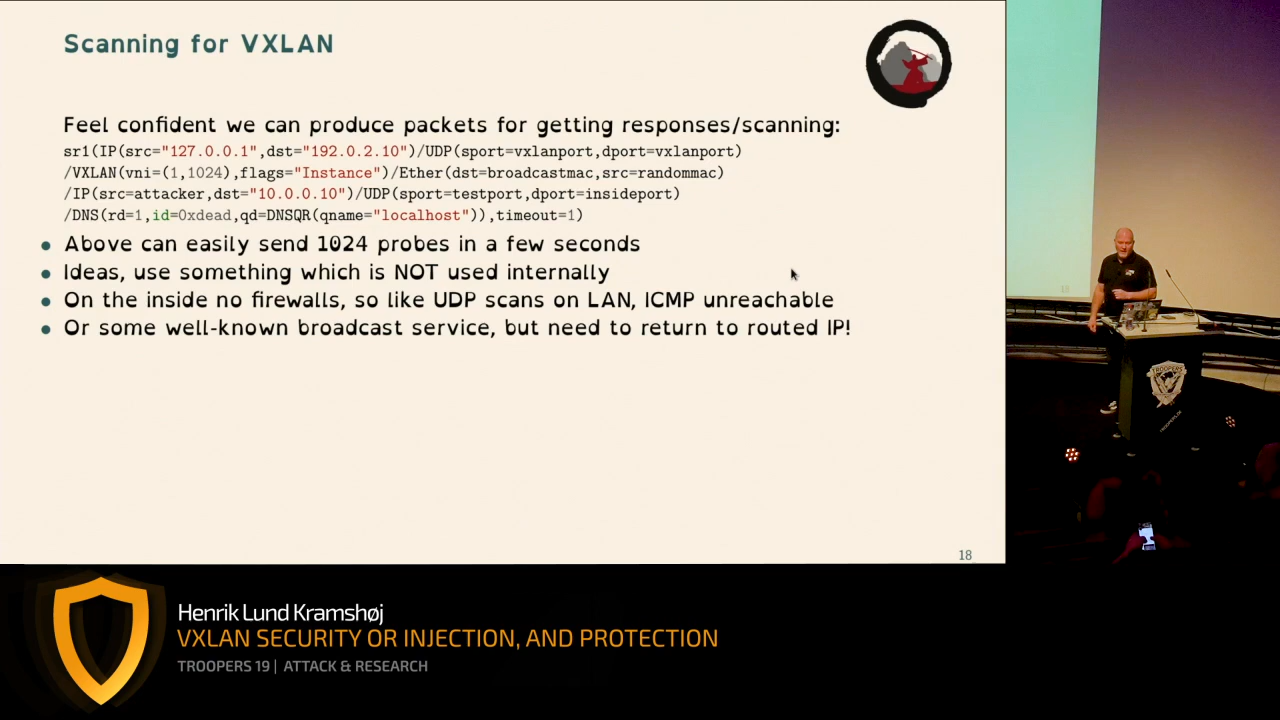 Scanning for VXLAN
Feel confident we can produce packets for getting responses/scanning:
sr1(IP(src="127.0.0.1",dst="192.0.2.10")/UDP(sport=vxlanport,dport=vxlanport)
/VXLAN(vni=(1,1024),flags="Instance")/Ether(dst=broadcastmac,src=randommac)
/IP(src=attacker,dst="10.0.0.10")/UDP(sport=testport,dport=insideport)
/DNS(rd=1,id=0xdead,qd=DNSQR(qname="localhost")),timeout=1)
• Above can easily send 1024 probes in a few seconds
• Ideas, use something which is NOT used internally
• On the inside no firewalls, so like UDP scans on LAN, ICMP unreachable
• Or some well-known broadcast service, but need to return to routed IP!
18
TROOPERS
Henrik Lund Kramshøj
VXLAN SECURITY OR INJECTION, AND PROTECTION
TROOPERS 19 | ATTACK & RESEARCH